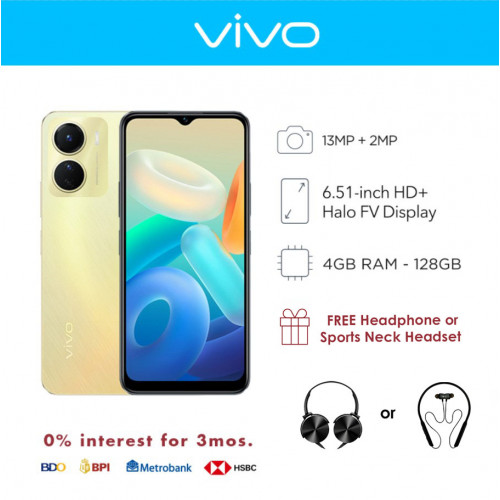 vivo
13MP + 2MP
6.51-inch HD+
Halo FV Display
4GB RAM - 128GB
FREE Headphone or
Sports Neck Headset
vivo
or
0% interest for 3mos.
BDO BPI Metrobank HSBC